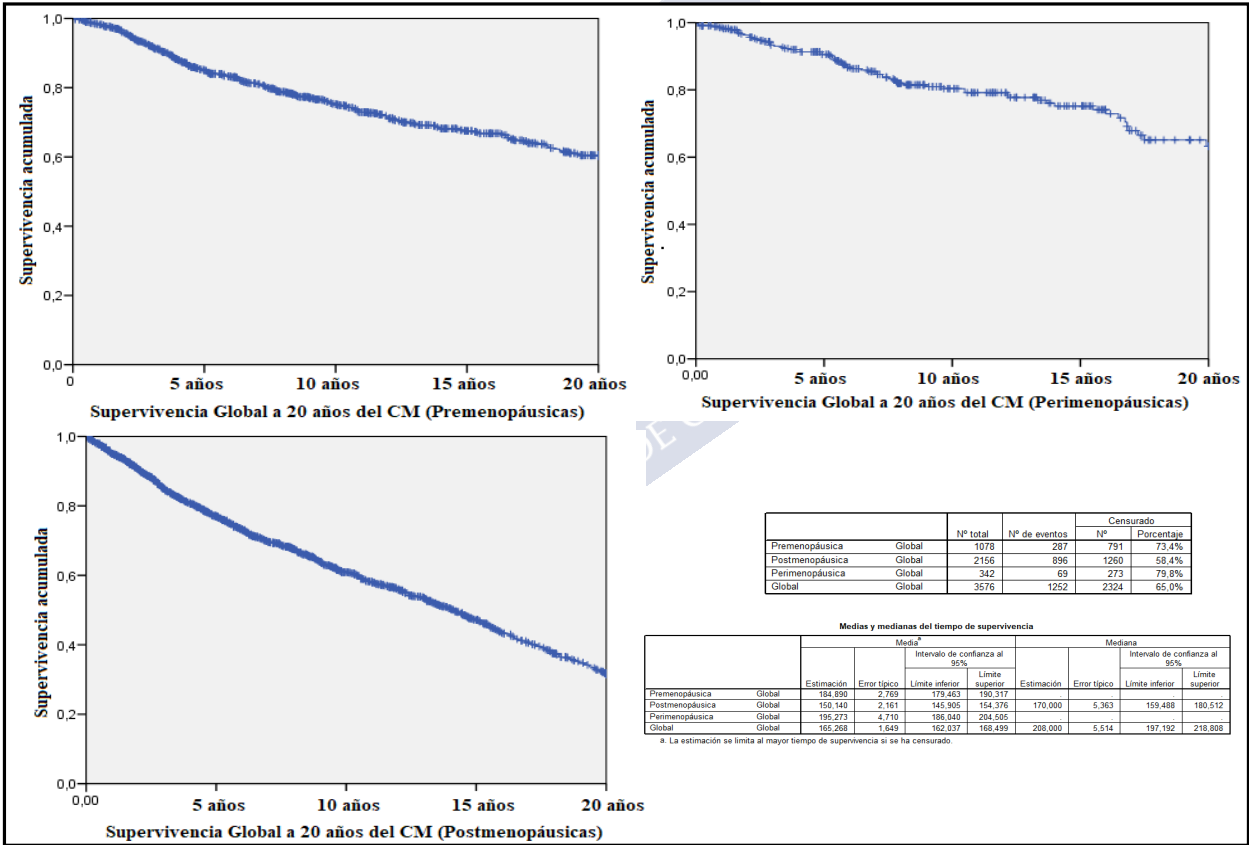 1,0
0,8
0,6
0,4
0,2
0,0
Supervivencia acumulada
0 5 años 10 años 15 años 20 años
Supervivencia Global a 20 años del CM (Premenopáusicas)
1,0
0,8
0,6
0,4
0,2
0,0
Supervivencia acumulada
0,00 5 años 10 años 15 años 20 años
Supervivencia Global a 20 años del CM (Perimenopáusicas)
1,0
0,8
0,6
0,4
0,2
0,0
Supervivencia acumulada
0,00 5 años 10 años 15 años 20 años
Supervivencia Global a 20 años del CM (Postmenopáusicas)
DE
Censurado
Nº total Nº de eventos Nº Porcentaje
Premenopáusica Global 1078 287 791 73,4%
Postmenopáusica Global 2156 896 1260 58,4%
Perimenopáusica Global 342 69 273 79,8%
Global Global 3576 1252 2324 65,0%
Medias y medianas del tiempo de supervivencia
Media a Mediana
Intervalo de confianza al Intervalo de confianza al
95% 95%
Límite Límite
Estimación Error típico Límite inferior superior Estimación Error típico Límite inferior superior
Premenopáusica Global 184,890 2,769 179,463 190,317 . . . .
Postmenopáusica Global 150,140 2,161 145,905 154,376 170,000 5,363 159,488 180,512
Perimenopáusica Global 195,273 4,710 186,040 204,505 . . . .
Global Global 165,268 1,649 162,037 168,499 208,000 5,514 197,192 218,808
a. La estimación se limita al mayor tiempo de supervivencia si se ha censurado.